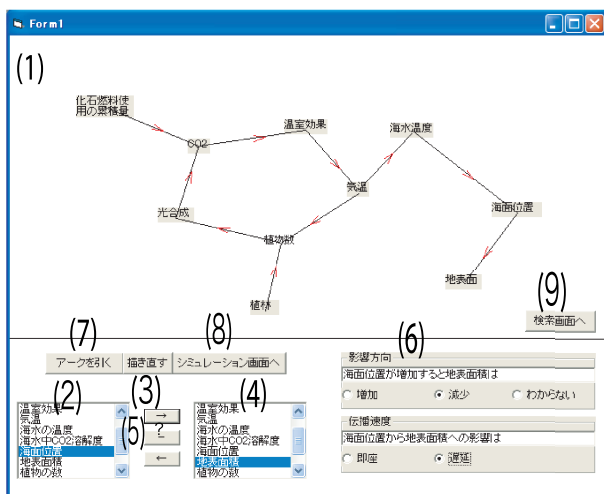 Form1
(1)
化石燃料使
用の累積量
CO2
温室効果
海水温度
気温
光合成
海面位置
植物数
地表面
植林
(9)
検索画面へ
(7)
(8)
アークを引く 描き直す シミュレーション画面へ
(6)
影響方向
海面位置が増加すると地表面積は
増加 減少 わからない
伝播速度
海面位置から地表面積への影響は
即座 遅延
(2)
温室効果
気温
海水の温度
海水中CO2溶解度
海面位置
地表面積
植物の数
(3)
→
(5)
?
←
(4)
温室効果
気温
海水の温度
海水中CO2溶解度
海面位置
地表面積
植物の数